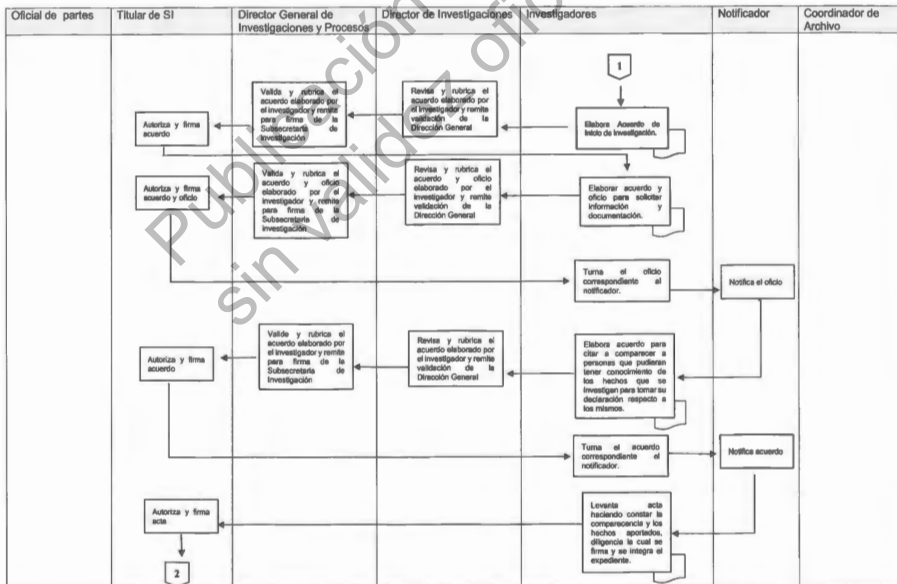 Oficial de partes
Titular de SI
Director General de
Investigaciones y Procesos
Director de Investigaciones
Investigadores
Notificador
Coordinador de
Archivo
1
Valida y rubrica el
acuerdo elaborado por
el investigador y remite
para firma de la
Subsecretaría de
Investigación
Revisa y rubrica el
acuerdo elaborado por
el investigador y remite
validación de la
Dirección General
Elabora Acuerdo de
Inicio de Investigación.
Autoriza y firma
acuerdo
Autoriza y firma
acuerdo y oficio
Valida y rubrica el
acuerdo y oficio
elaborado por el
investigador y remite
para firma de la
Subsecretaría de
Investigación
Revisa y rubrica el
acuerdo y oficio
elaborado por el
investigador y remite
validación de la
Dirección General
Elaborar acuerdo y
oficio para solicitar
información y
documentación.
Turna el oficio
correspondiente al
notificador.
Notifica el oficio
Autoriza y firma
acuerdo
Valida y rubrica el
acuerdo elaborado por
el investigador y remite
para firma de la
Subsecretaría de
Investigación
Revisa y rubrica el
acuerdo elaborado por
el investigador y remite
validación de la
Dirección General
Elabora acuerdo para
citar a comparecer a
personas que pudieran
tener conocimiento de
los hechos que se
investigan para tomar su
declaración respecto a
los mismos.
Turna el acuerdo
correspondiente al
notificador.
Notifica acuerdo
Autoriza y firma
acta
Levanta acta
haciendo constar la
comparecencia y los
hechos aportados,
diligencia la cual se
firma y se integra el
expediente.
2
Publicación
sin validez ofic